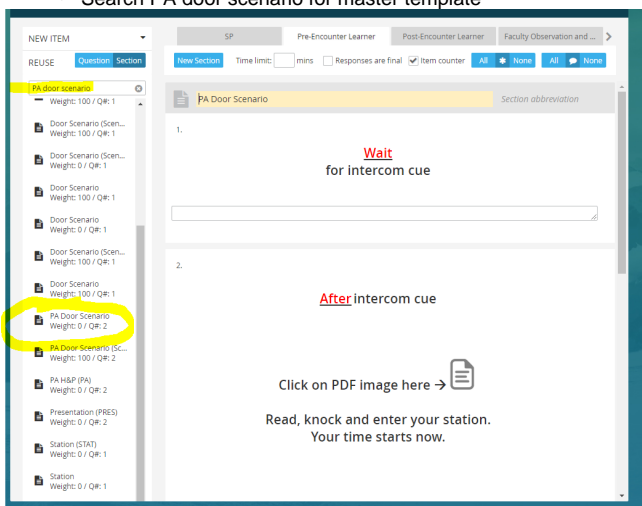 Search PA door scenario for master template
NEW ITEM
REUSE Question Section
PA door scenario
Weight: 100 / Q#: 1
Door Scenario (Scen...
Weight: 100 / Q#: 1
Door Scenario (Scen...
Weight: 0 / Q#: 1
Door Scenario
Weight: 100 / Q#: 1
Door Scenario
Weight: 0 / Q#: 1
Door Scenario (Scen...
Weight: 100 / Q#: 1
Door Scenario
Weight: 100 / Q#: 1
PA Door Scenario
Weight: 0 / Q#: 2
PA Door Scenario (Sc...
Weight: 100 / Q#: 2
PA H&P (PA)
Weight: 0 / Q#: 2
Presentation (PRES)
Weight: 0 / Q#: 2
Station (STAT)
Weight: 0 / Q#: 1
Station
Weight: 0 / Q#: 1
SP Pre-Encounter Learner Post-Encounter Learner Faculty Observation and ...
New Section Time limit: mins Responses are final Item counter All None All None
PA Door Scenario Section abbreviation
1.
Wait
for intercom cue
2.
After intercom cue
Click on PDF image here →
Read, knock and enter your station.
Your time starts now.